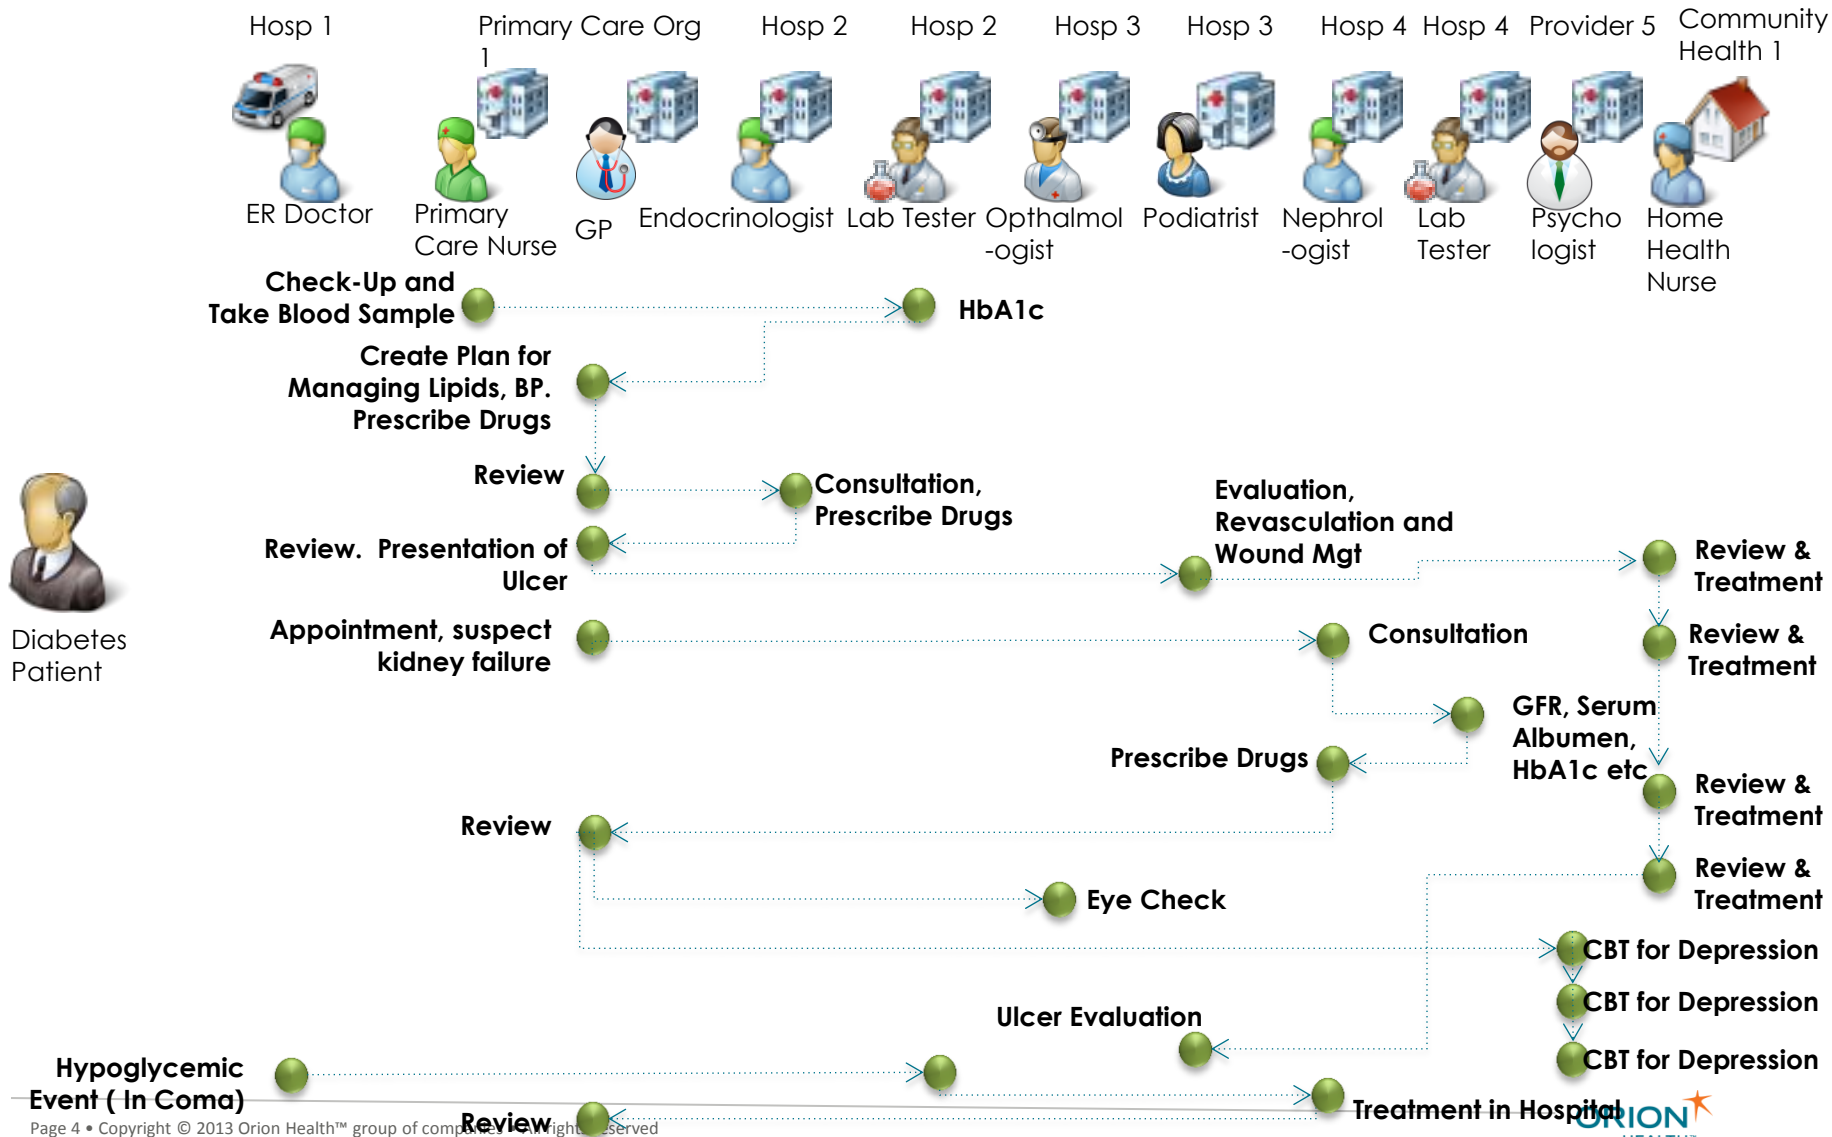 Hosp 1
Primary Care Org
1
Hosp 2
Hosp 2
Hosp 3
Hosp 3
Hosp 4
Hosp 4
Provider 5
Community
Health 1
ER Doctor
Primary
Care Nurse
GP
Endocrinologist
Lab Tester
Opthalmol
-ogist
Podiatrist
Nephrol
-ogist
Lab
Tester
Psycho
logist
Home
Health
Nurse
Check-Up and
Take Blood Sample
HbA1c
Create Plan for
Managing Lipids, BP.
Prescribe Drugs
Review
Consultation,
Prescribe Drugs
Evaluation,
Revasculation and
Wound Mgt
Review. Presentation of
Ulcer
Review &
Treatment
Diabetes
Patient
Appointment, suspect
kidney failure
Consultation
Review &
Treatment
GFR, Serum
Albumen,
HbA1c etc
Prescribe Drugs
Review &
Treatment
Review
Review &
Treatment
Eye Check
CBT for Depression
CBT for Depression
Ulcer Evaluation
CBT for Depression
Hypoglycemic
Event ( In Coma)
Treatment in Hospital
Review
ORION
HEALTH™
Page 4 • Copyright © 2013 Orion Health™ group of companies • All rights reserved